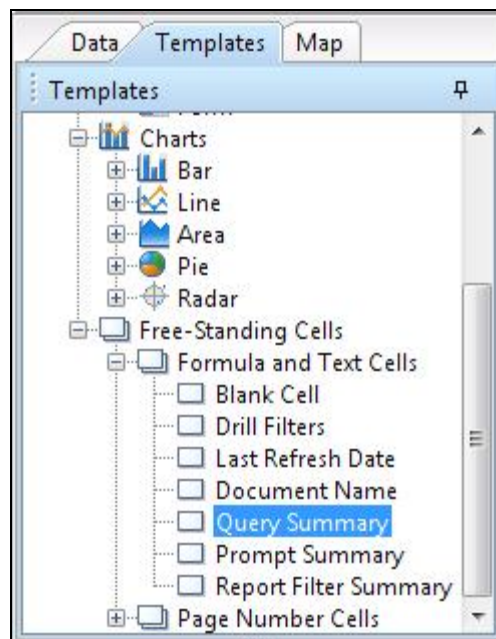 Data Templates Map
Templates
Charts
Bar
Line
Area
Pie
Radar
Free-Standing Cells
Formula and Text Cells
Blank Cell
Drill Filters
Last Refresh Date
Document Name
Query Summary
Prompt Summary
Report Filter Summary
Page Number Cells